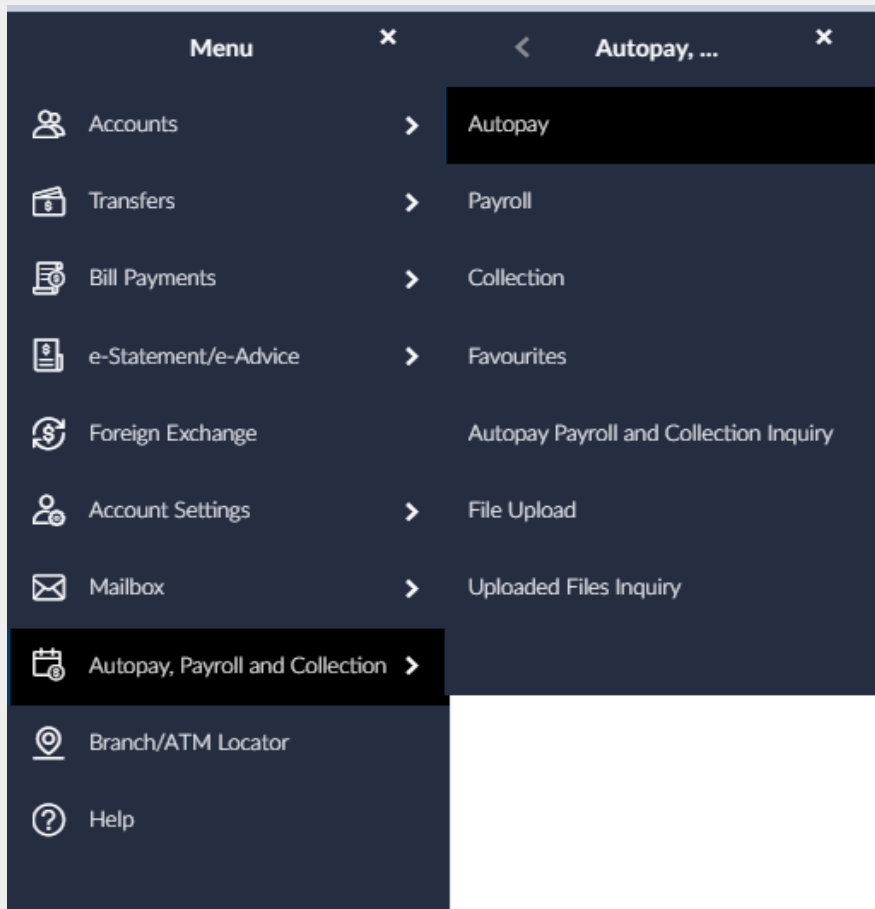 Menu
Accounts
Transfers
Bill Payments
e-Statement/e-Advice
Foreign Exchange
Account Settings
Mailbox
Autopay, Payroll and Collection
Branch/ATM Locator
Help
Autopay, ...
Autopay
Payroll
Collection
Favourites
Autopay Payroll and Collection Inquiry
File Upload
Uploaded Files Inquiry